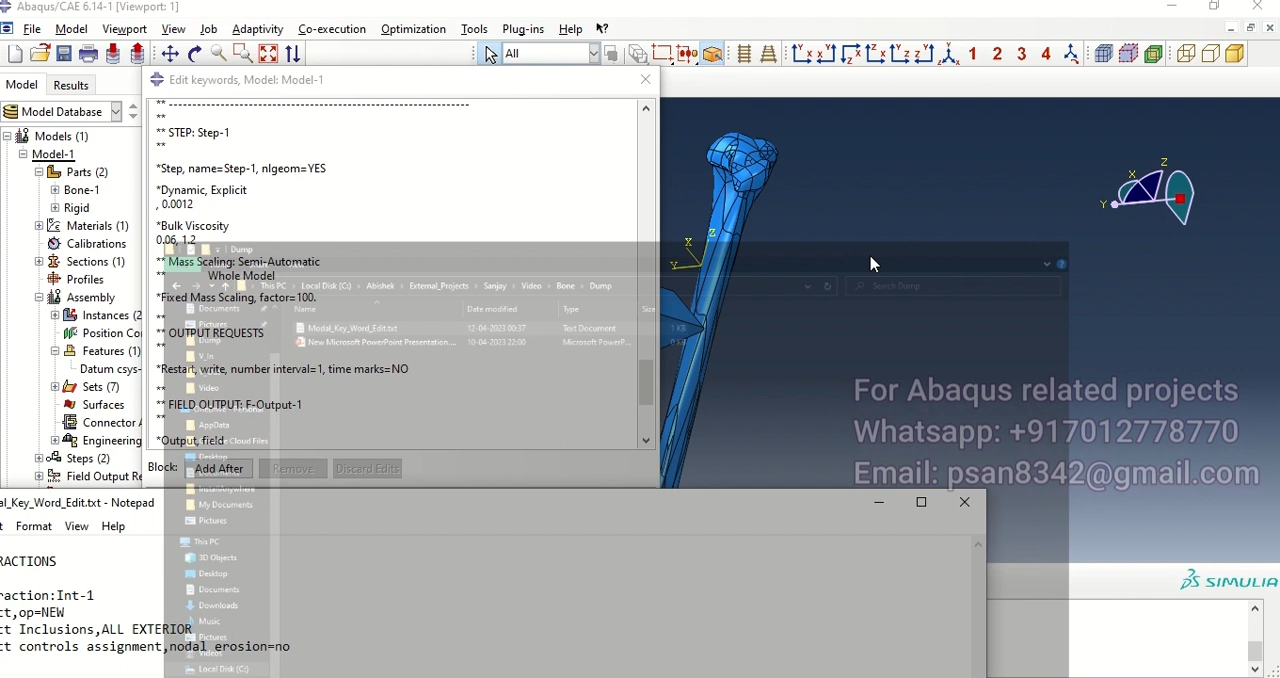 Abaqus/CAE 6.14-1 [Viewport: 1]
File Model Viewport View Job Adaptivity Co-execution Optimization Tools Plug-ins Help
All
1 2 3 4
Model Results
Edit keywords, Model: Model-1
Model Database
Models (1)
Model-1
Parts (2)
Bone-1
Rigid
Materials (1)
Calibrations
Sections (1)
Profiles
Assembly
Instances (2
Position Co
Features (1)
Datum csys-
Sets (7)
Surfaces
Connector
Engineering
Steps (2)
Field Output Re
** ----------------------------------------------------------------
**
** STEP: Step-1
**
*Step, name=Step-1, nlgeom=YES
*Dynamic, Explicit
, 0.0012
*Bulk Viscosity
0.06, 1.2
** Mass Scaling: Semi-Automatic
** Whole Model
*Fixed Mass Scaling, factor=100.
**
** OUTPUT REQUESTS
**
*Restart, write, number interval=1, time marks=NO
**
** FIELD OUTPUT: F-Output-1
**
*Output, field
Block: Add After Remove Discard Edits
Dump
This PC Local Disk (C:) Abishek External_Projects Sanjay Video Bone Dump
Search Dump
Name Date modified Type Size
Modal_Key_Word_Edit.txt 12-04-2023 00:37 Text Document 1 KB
New Microsoft PowerPoint Presentation.... 10-04-2023 22:00 Microsoft PowerP... 0 KB
Documents
Pictures
Dump
V_In
Video
AppData
Desktop
InstallAnywhere
My Documents
Pictures
This PC
3D Objects
Desktop
Documents
Downloads
Music
Pictures
Videos
Local Disk (C:)
X Z Y
X Z Y
For Abaqus related projects
Whatsapp: +917012778770
Email: psan8342@gmail.com
SIMULIA
al_Key_Word_Edit.txt - Notepad
t Format View Help
RACTIONS
raction:Int-1
ct,op=NEW
ct Inclusions,ALL EXTERIOR
ct controls assignment,nodal erosion=no